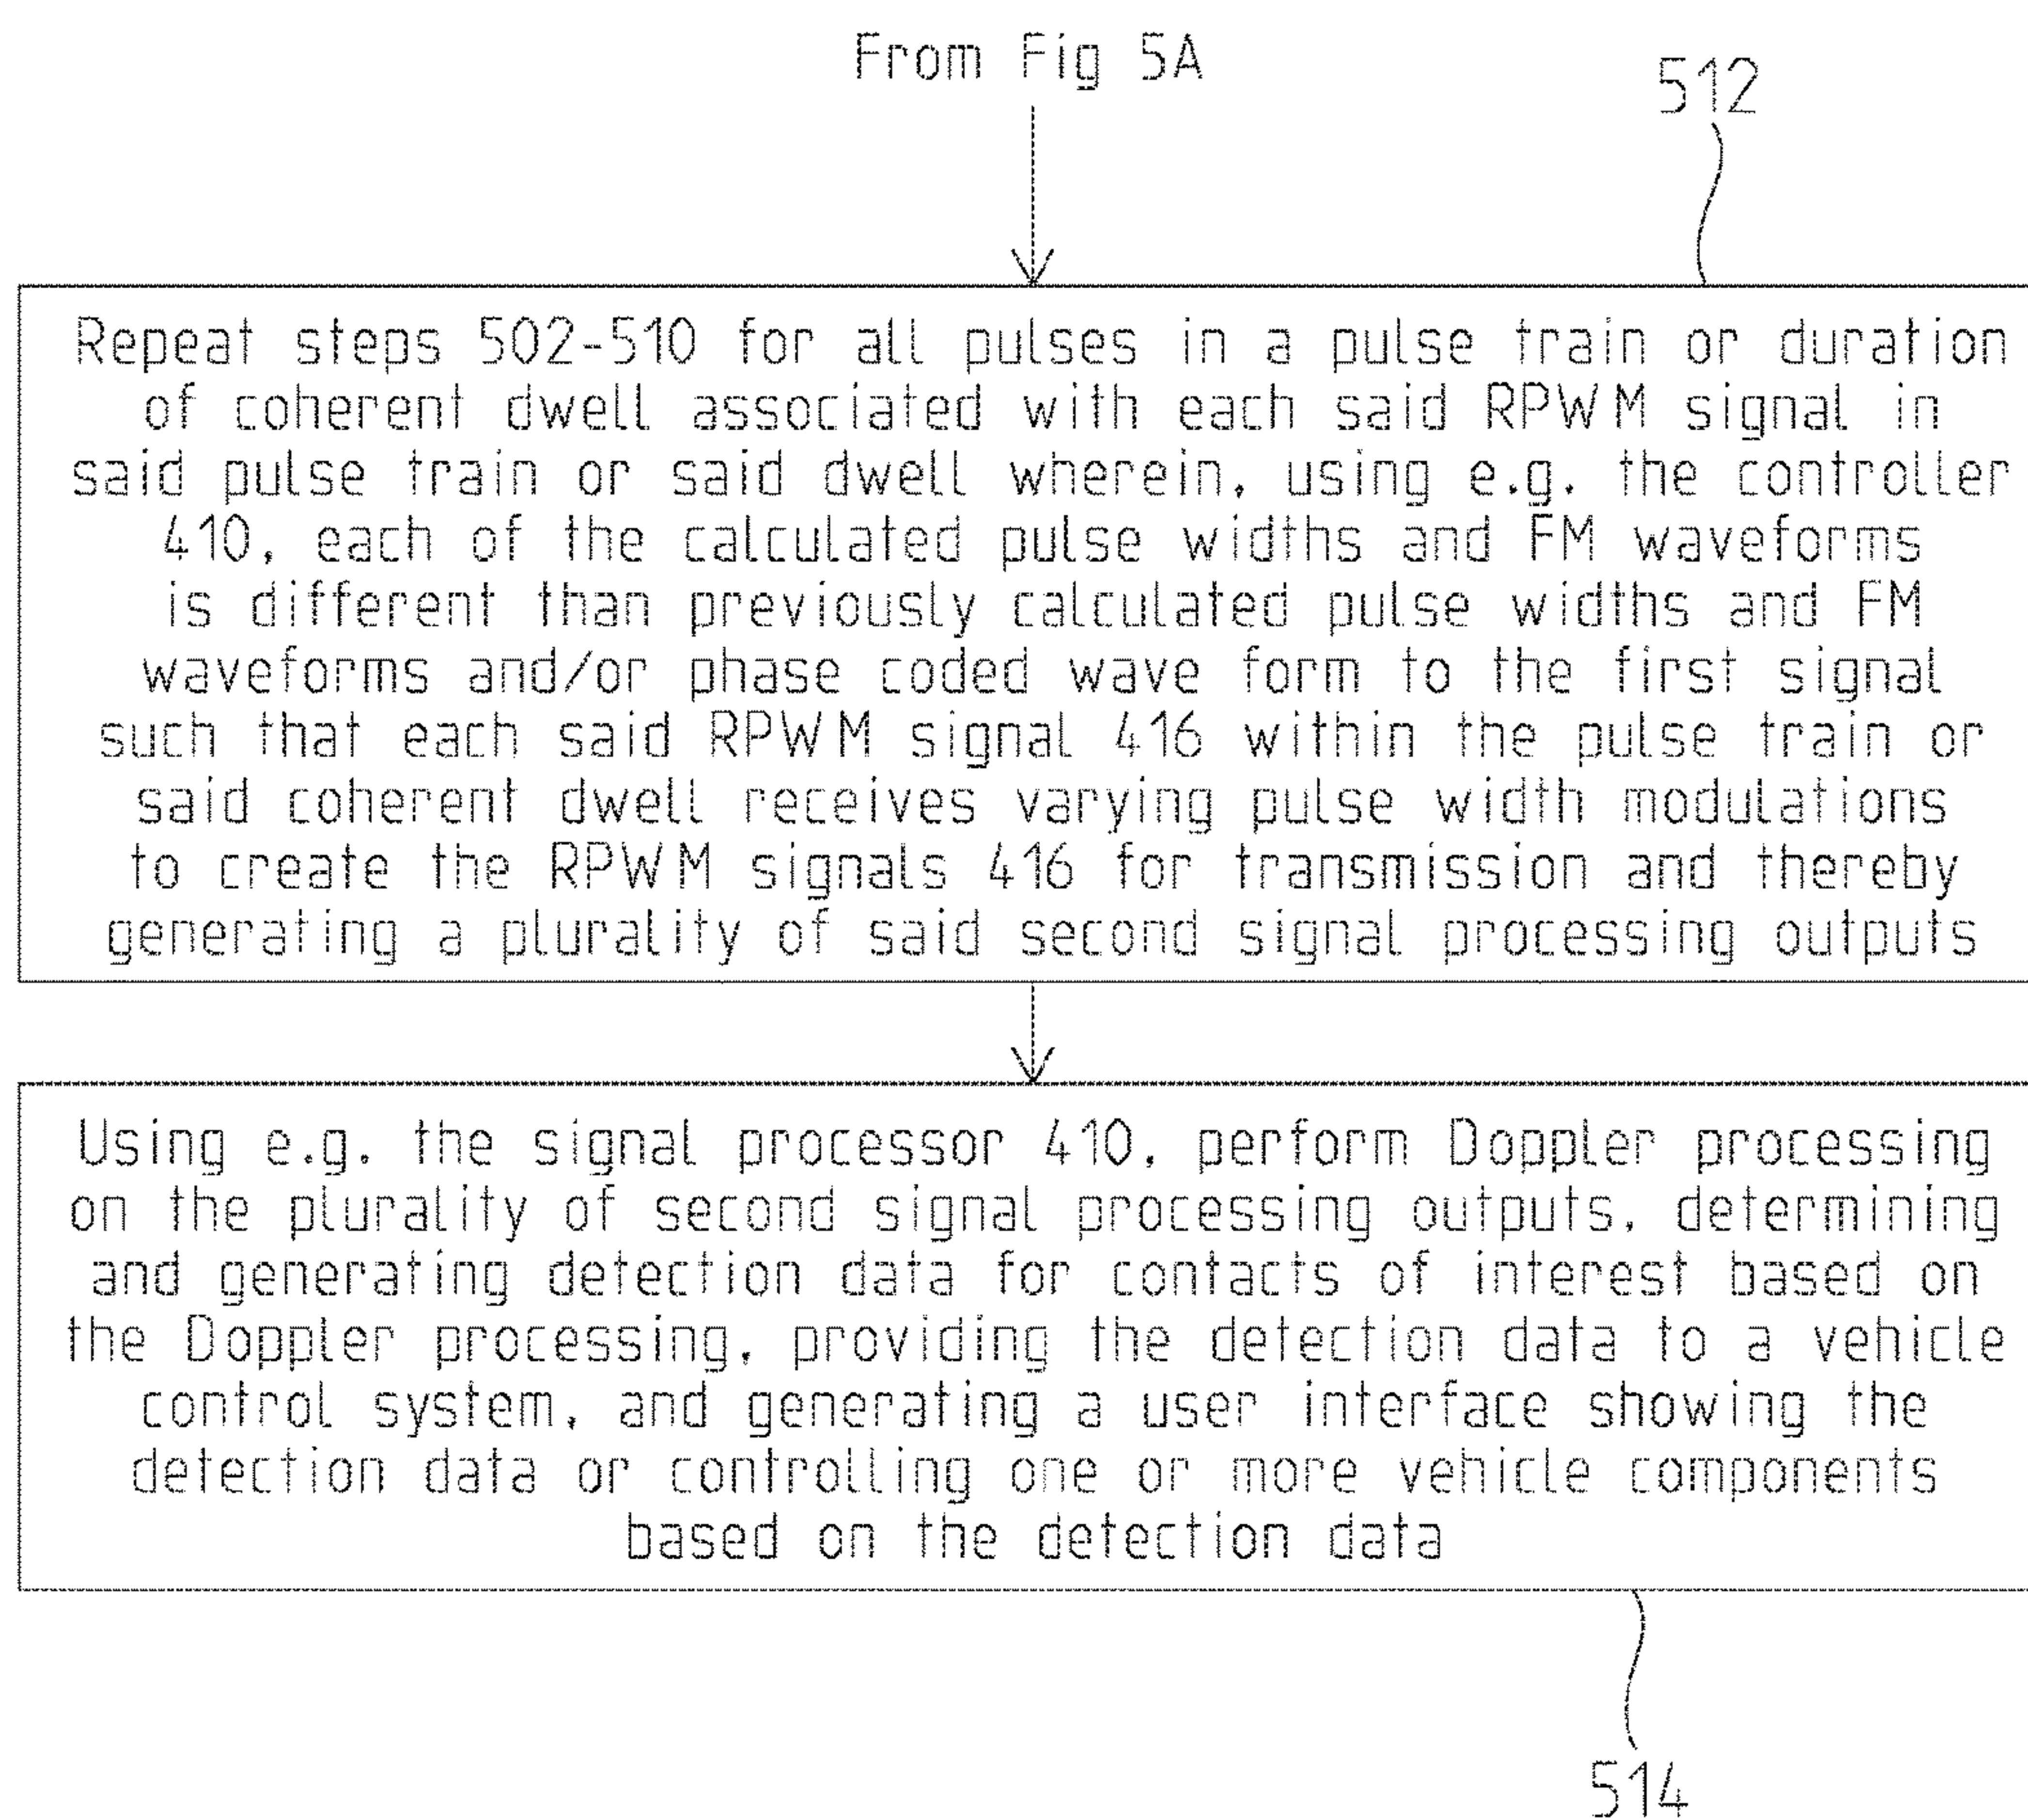 From Fig 5A
512
Repeat steps 502-510 for all pulses in a pulse train or duration
of coherent dwell associated with each said RPWM signal in
said pulse train or said dwell wherein, using e.g. the controller
410, each of the calculated pulse widths and FM waveforms
is different than previously calculated pulse widths and FM
waveforms and/or phase coded wave form to the first signal
such that each said RPWM signal 416 within the pulse train or
said coherent dwell receives varying pulse width modulations
to create the RPWM signals 416 for transmission and thereby
generating a plurality of said second signal processing outputs
Using e.g. the signal processor 410, perform Doppler processing
on the plurality of second signal processing outputs, determining
and generating detection data for contacts of interest based on
the Doppler processing, providing the detection data to a vehicle
control system, and generating a user interface showing the
detection data or controlling one or more vehicle components
based on the detection data
514